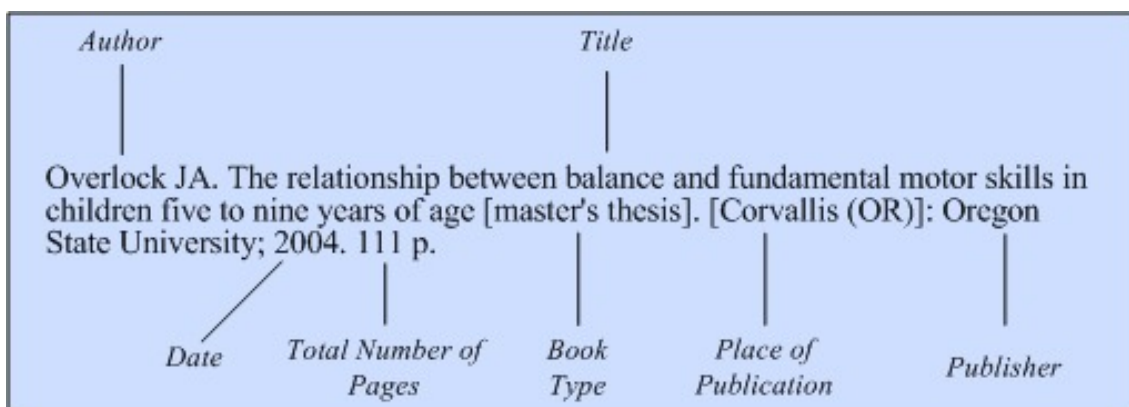 Author Title
Overlock JA. The relationship between balance and fundamental motor skills in
children five to nine years of age [master's thesis]. [Corvallis (OR)]: Oregon
State University; 2004. 111 p.
Date Total Number of Pages Book Type Place of Publication Publisher